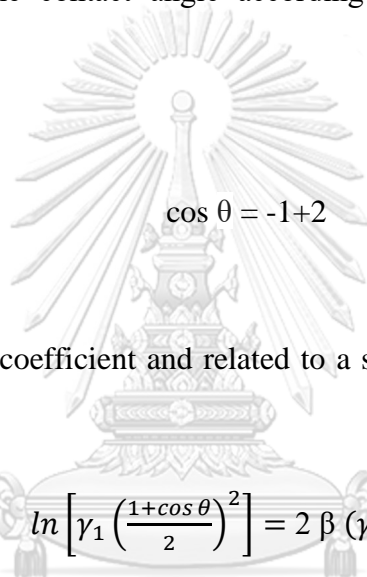 contact angle according
cos θ = -1+2
coefficient and related to a s
ln [γ₁ ((1+cos θ)/2)²] = 2 β (γ